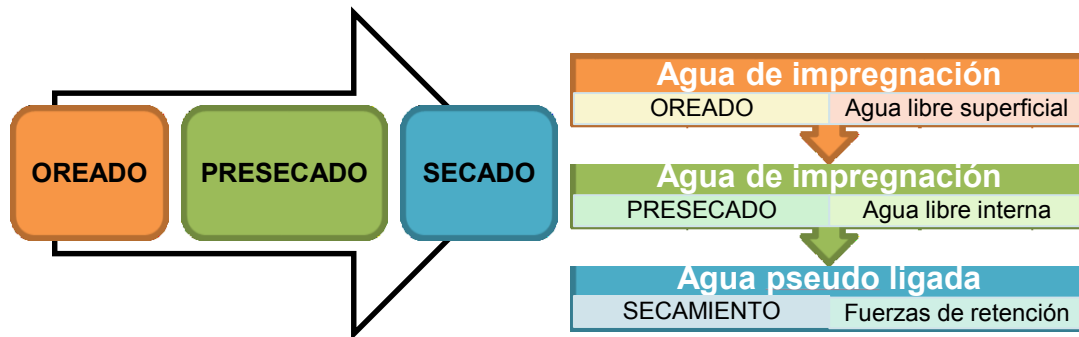 OREADO
PRESECADO
SECADO
Agua de impregnación
OREADO
Agua libre superficial
Agua de impregnación
PRESECADO
Agua libre interna
Agua pseudo ligada
SECAMIENTO
Fuerzas de retención